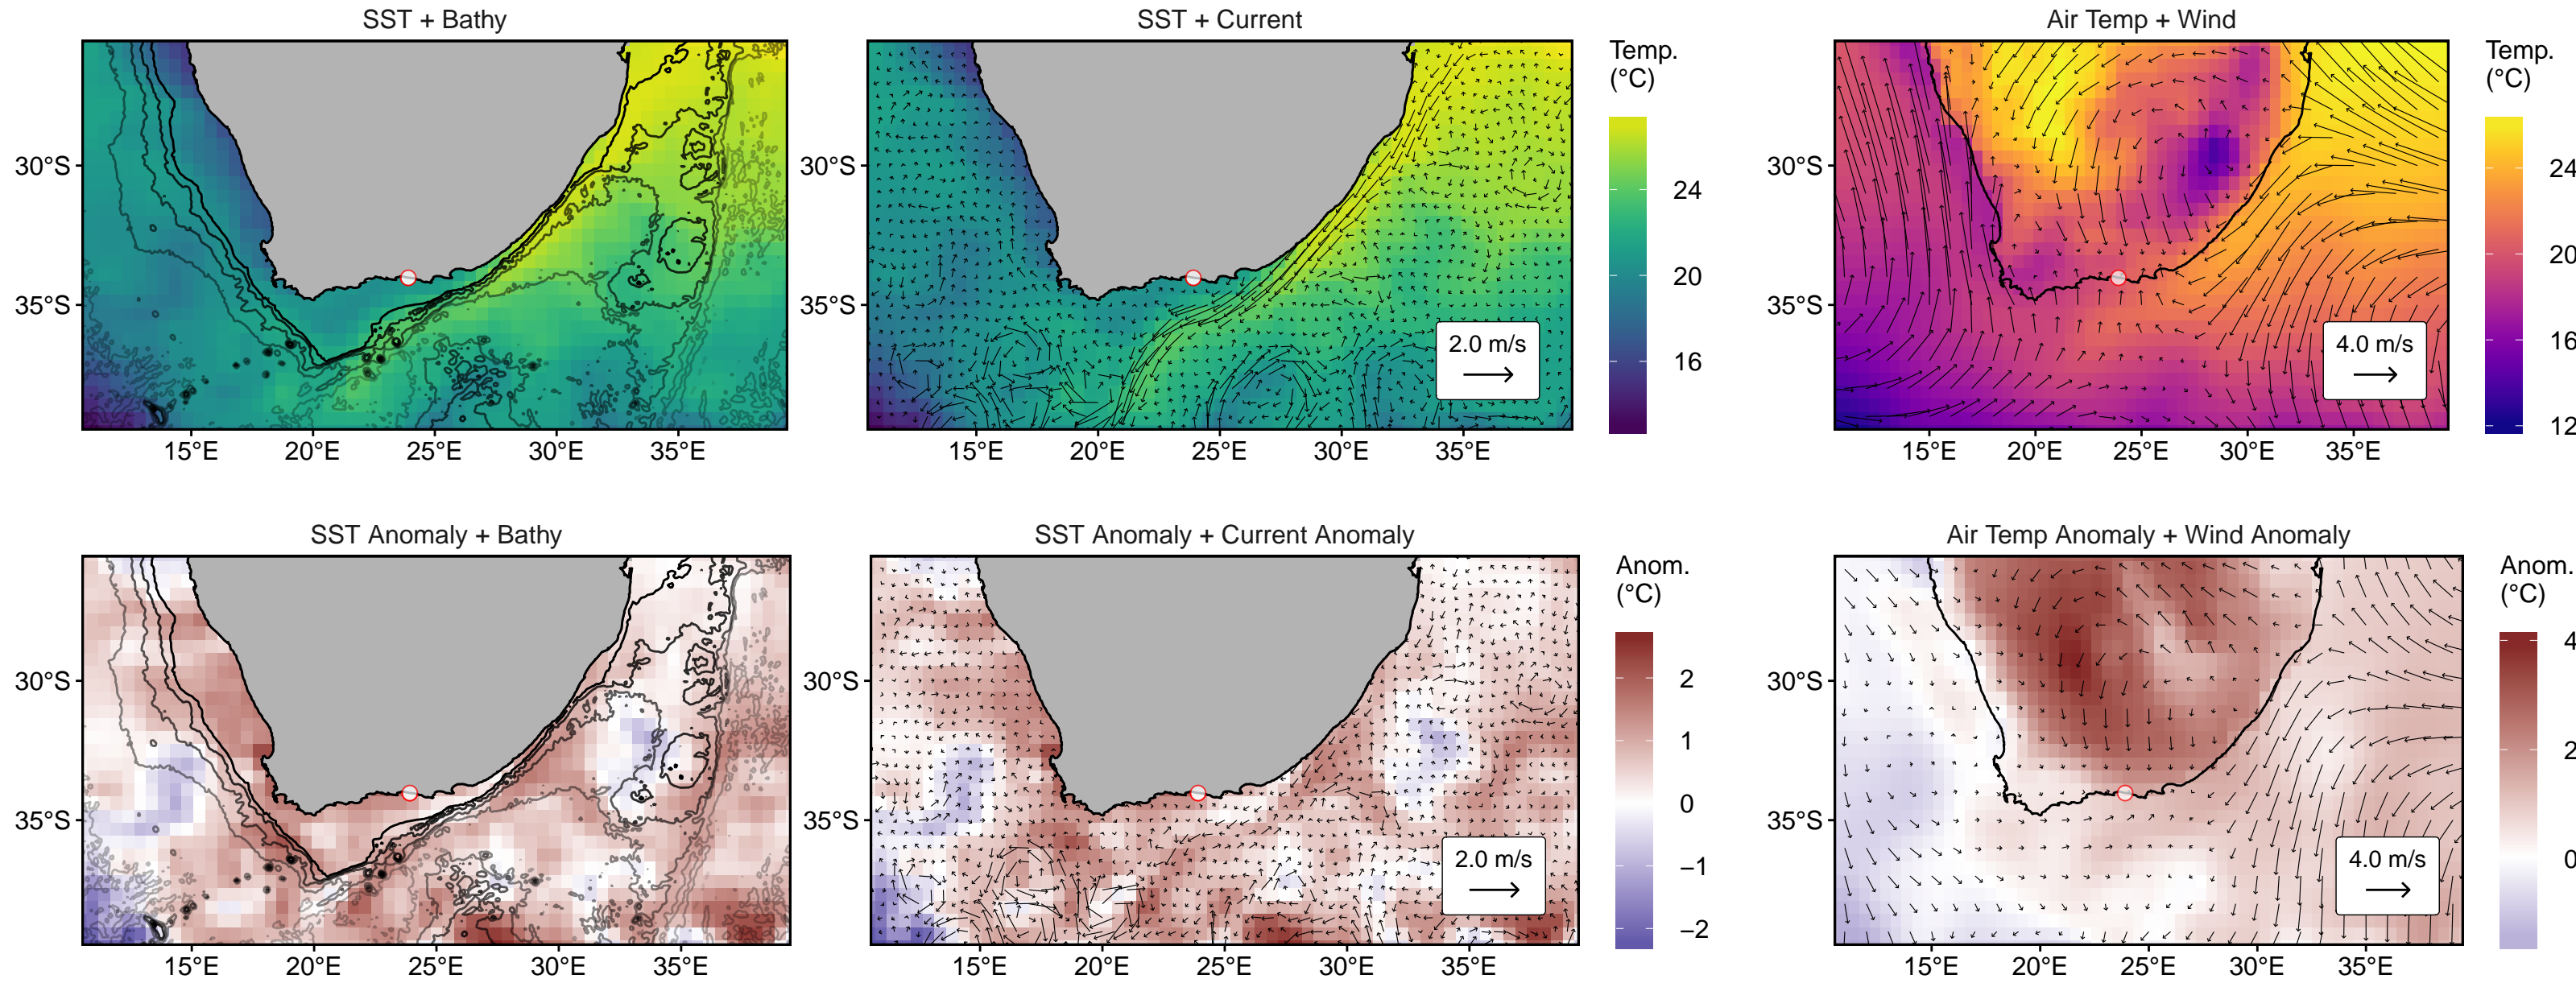 SST + Bathy
SST + Current
Air Temp + Wind
Temp.
(°C)
24
20
16
Temp.
(°C)
24
20
16
12
30°S
35°S
30°S
35°S
30°S
35°S
2.0 m/s
4.0 m/s
15°E 20°E 25°E 30°E 35°E
15°E 20°E 25°E 30°E 35°E
15°E 20°E 25°E 30°E 35°E
SST Anomaly + Bathy
SST Anomaly + Current Anomaly
Air Temp Anomaly + Wind Anomaly
Anom.
(°C)
2
1
0
−1
−2
Anom.
(°C)
4
2
0
30°S
35°S
30°S
35°S
30°S
35°S
2.0 m/s
4.0 m/s
15°E 20°E 25°E 30°E 35°E
15°E 20°E 25°E 30°E 35°E
15°E 20°E 25°E 30°E 35°E